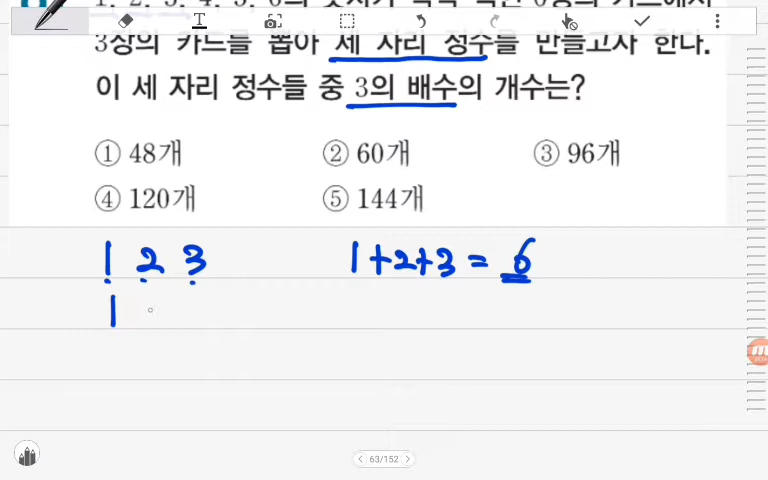 3장의 카드를 뽑아 세 자리 정수를 만들고자 한다.
이 세 자리 정수들 중 3의 배수의 개수는?
① 48개 ② 60개 ③ 96개
④ 120개 ⑤ 144개
1 2 3 1+2+3 = 6
1
63/152